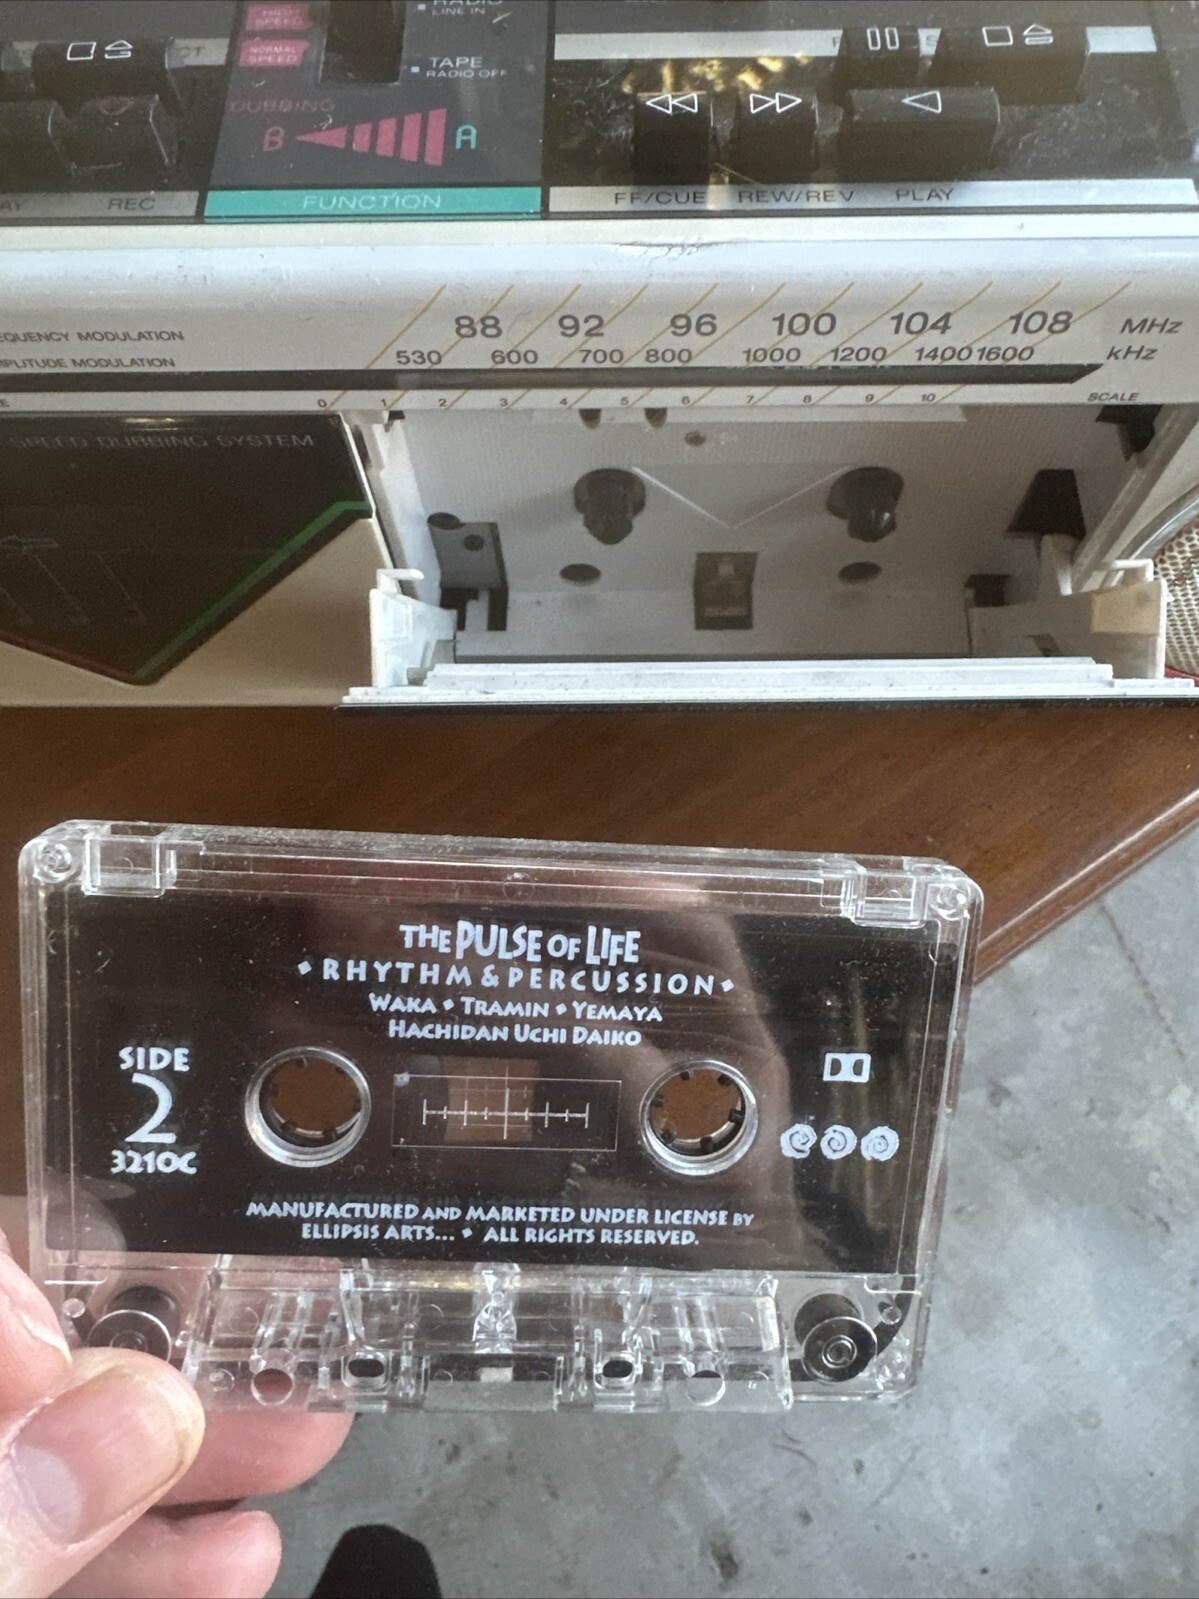 RADIO
LINE IN
HIGH
SPEED
NORMAL
SPEED
TAPE
RADIO OFF
DUBBING
B A
REC
FUNCTION
FF/CUE REW/REV PLAY
88 92 96 100 104 108 MHz
530 600 700 800 1000 1200 1400 1600 kHz
0 1 2 3 4 5 6 7 8 9 10 SCALE
MODULATION
MODULATION
SPEED DUBBING SYSTEM
THE PULSE OF LIFE
RHYTHM & PERCUSSION
WAKA • TRAMIN • YEMAYA
HACHIDAN UCHI DAIKO
SIDE
2
3210C
MANUFACTURED AND MARKETED UNDER LICENSE BY
ELLIPSIS ARTS... • ALL RIGHTS RESERVED.